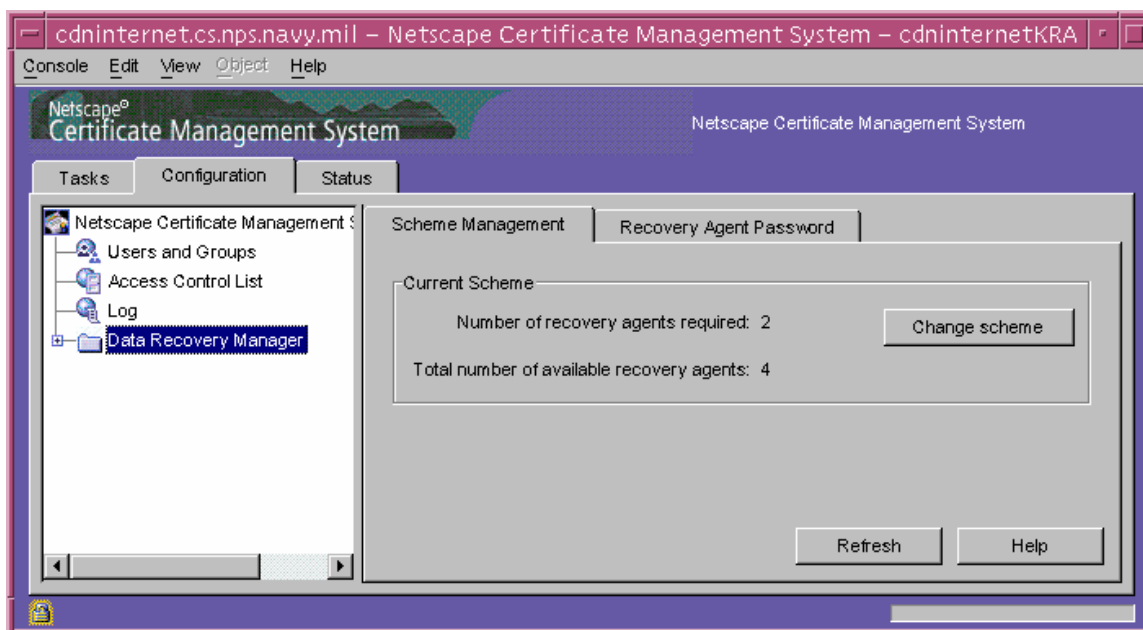 cdninternet.cs.nps.navy.mil – Netscape Certificate Management System – cdninternetKRA
Console Edit View Object Help
Netscape®
Certificate Management System
Netscape Certificate Management System
Tasks Configuration Status
Netscape Certificate Management S
Users and Groups
Access Control List
Log
Data Recovery Manager
Scheme Management Recovery Agent Password
Current Scheme
Number of recovery agents required: 2
Change scheme
Total number of available recovery agents: 4
Refresh Help